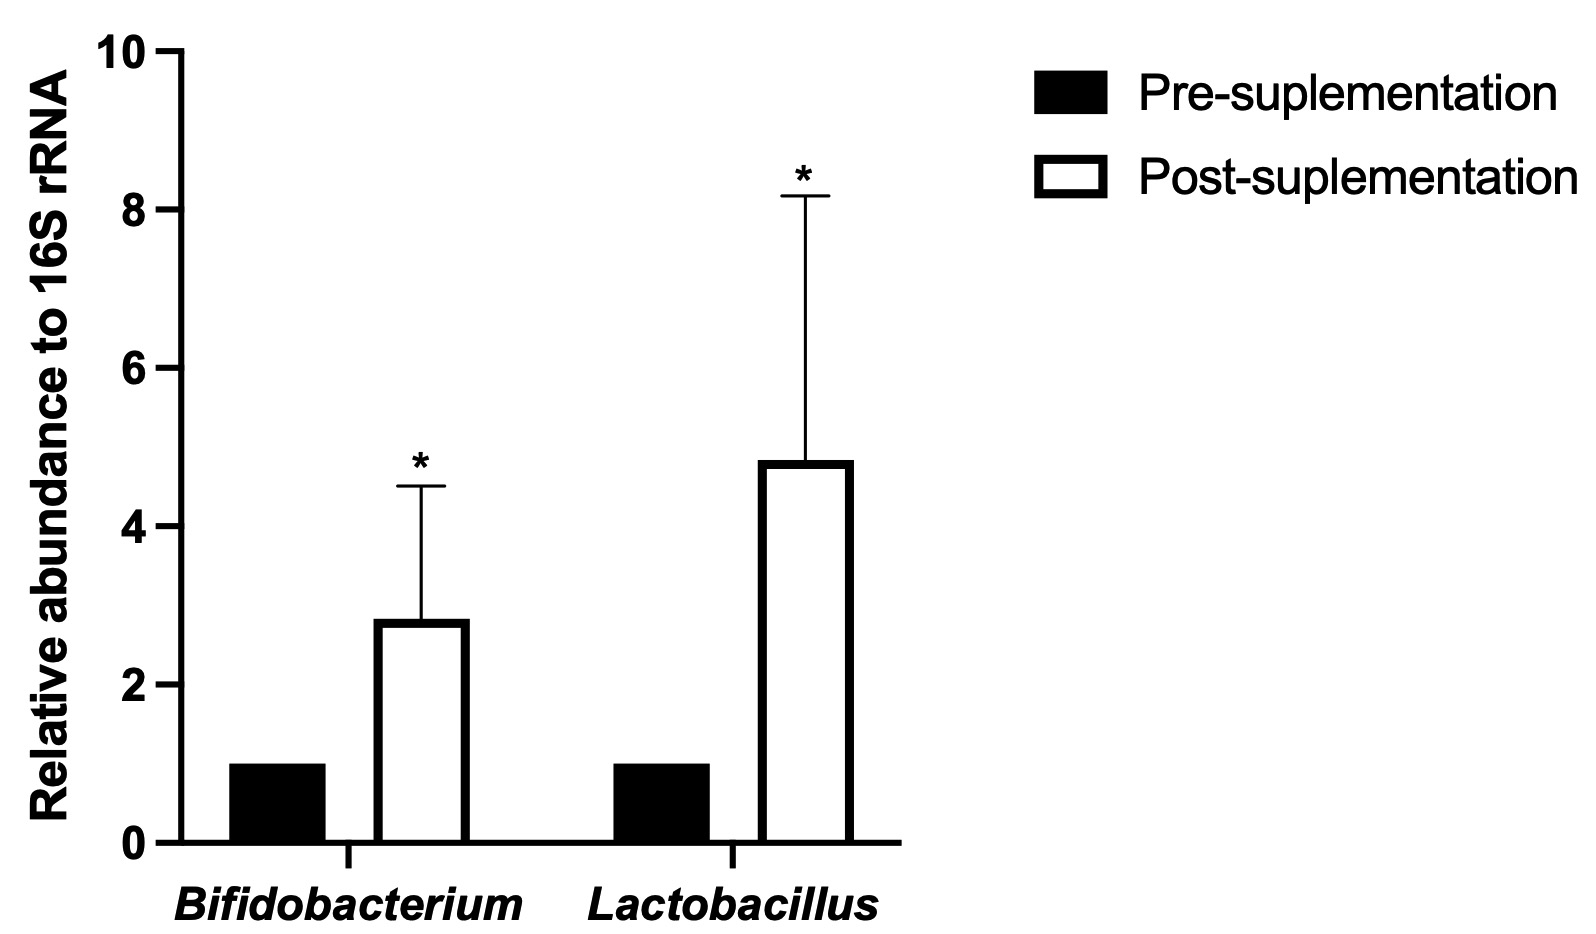 Relative abundance to 16S rRNA
10
8
6
4
2
0
*
*
Bifidobacterium
Lactobacillus
Pre-suplementation
Post-suplementation